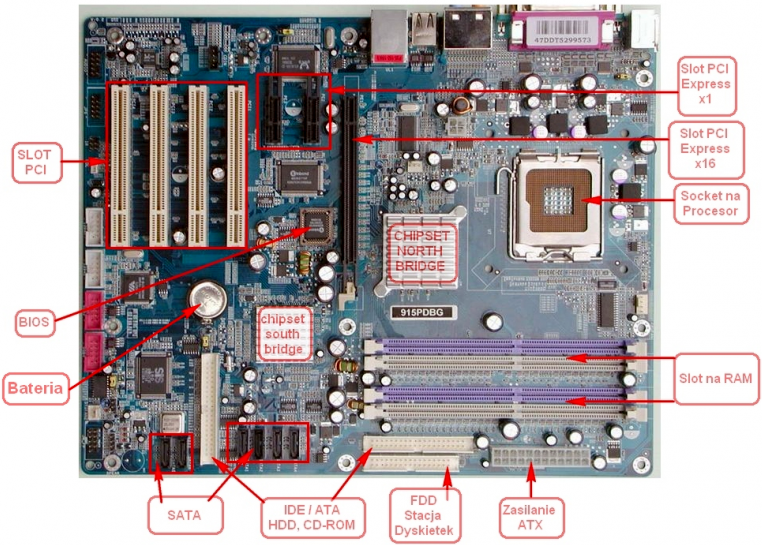 47DDT5299573
Slot PCI
Express
x1
Slot PCI
Express
x16
SLOT
PCI
Socket na
Procesor
CHIPSET
NORTH
BRIDGE
BIOS
915PDBG
chipset
south
bridge
Bateria
Slot na RAM
SATA
IDE / ATA
HDD, CD-ROM
FDD
Stacja
Dyskietek
Zasilanie
ATX